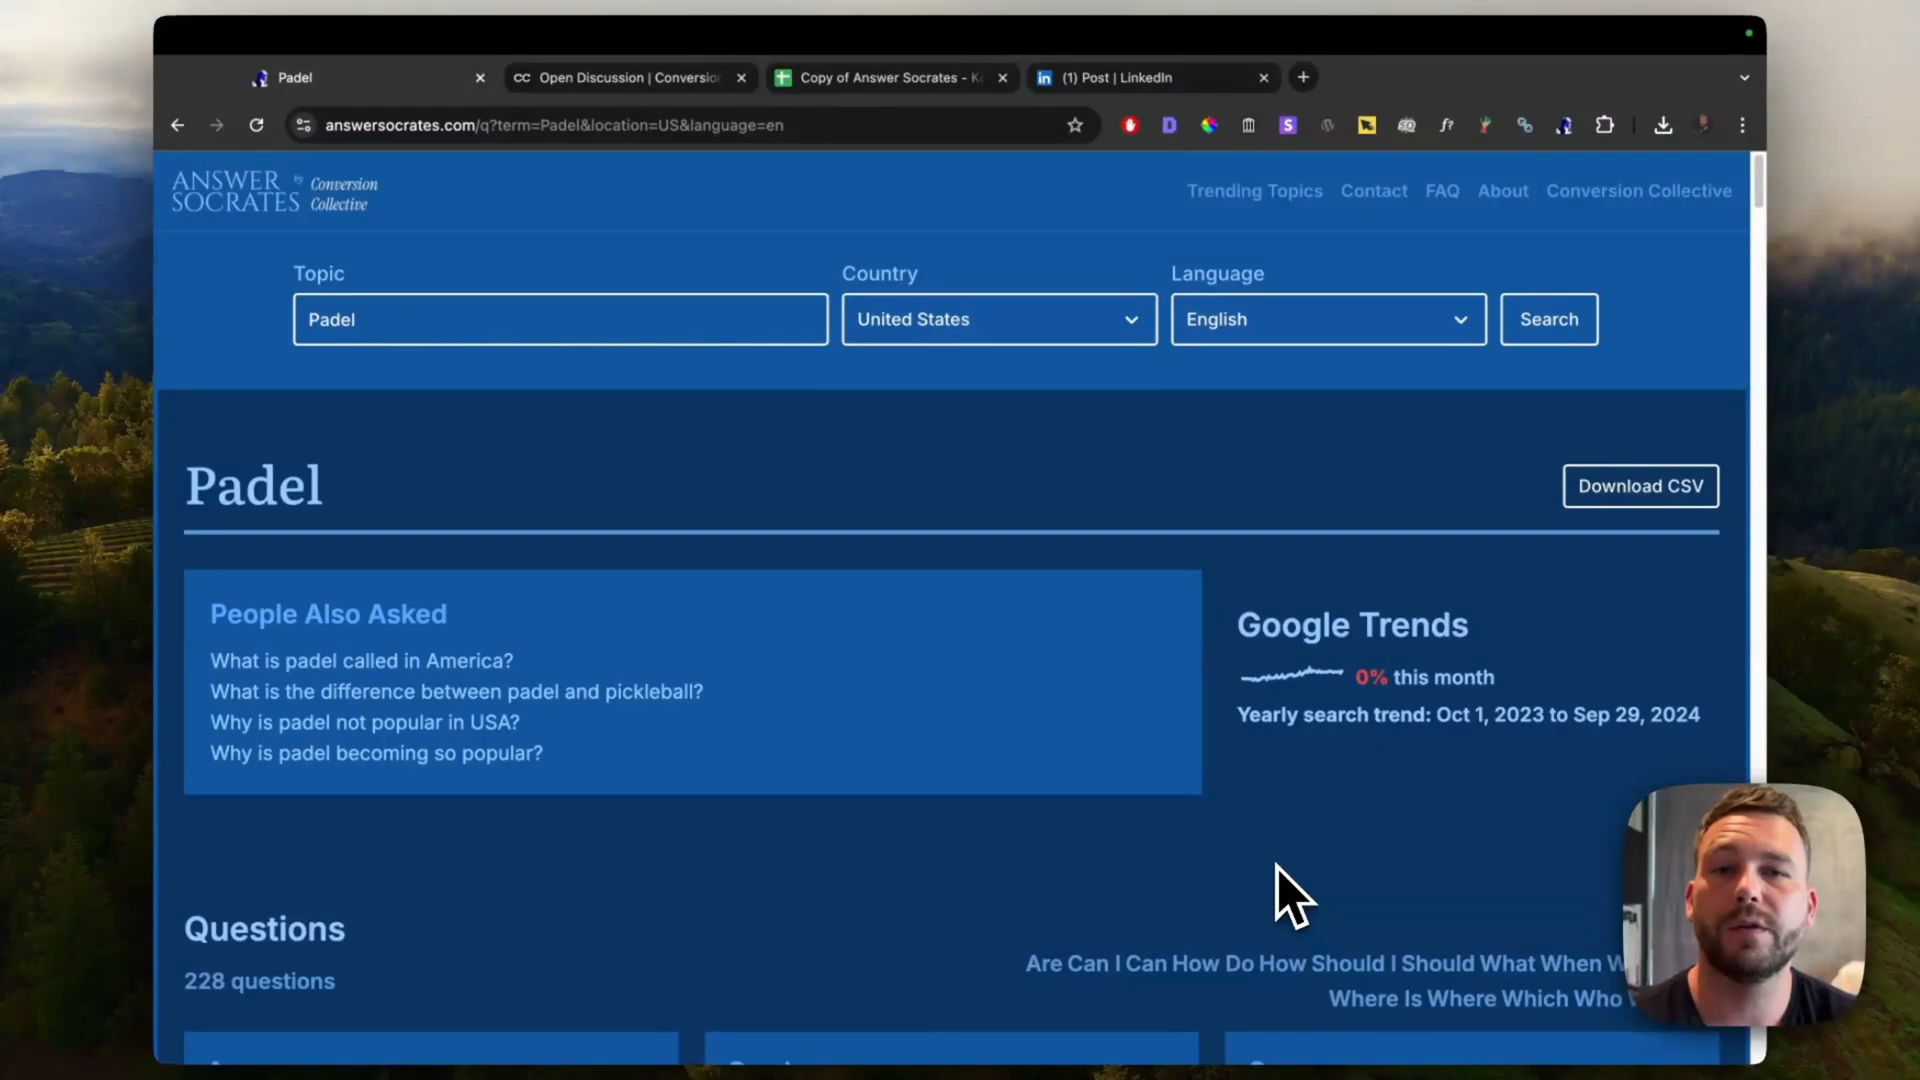 Padel
CC Open Discussion | Conversio
Copy of Answer Socrates - K
(1) Post | LinkedIn
answersocrates.com/q?term=Padel&location=US&language=en
ANSWER SOCRATES by Conversion Collective
Trending Topics Contact FAQ About Conversion Collective
Topic Country Language
Padel United States English Search
Padel
Download CSV
People Also Asked
What is padel called in America?
What is the difference between padel and pickleball?
Why is padel not popular in USA?
Why is padel becoming so popular?
Google Trends
0% this month
Yearly search trend: Oct 1, 2023 to Sep 29, 2024
Questions
228 questions
Are Can I Can How Do How Should I Should What When W
Where Is Where Which Who